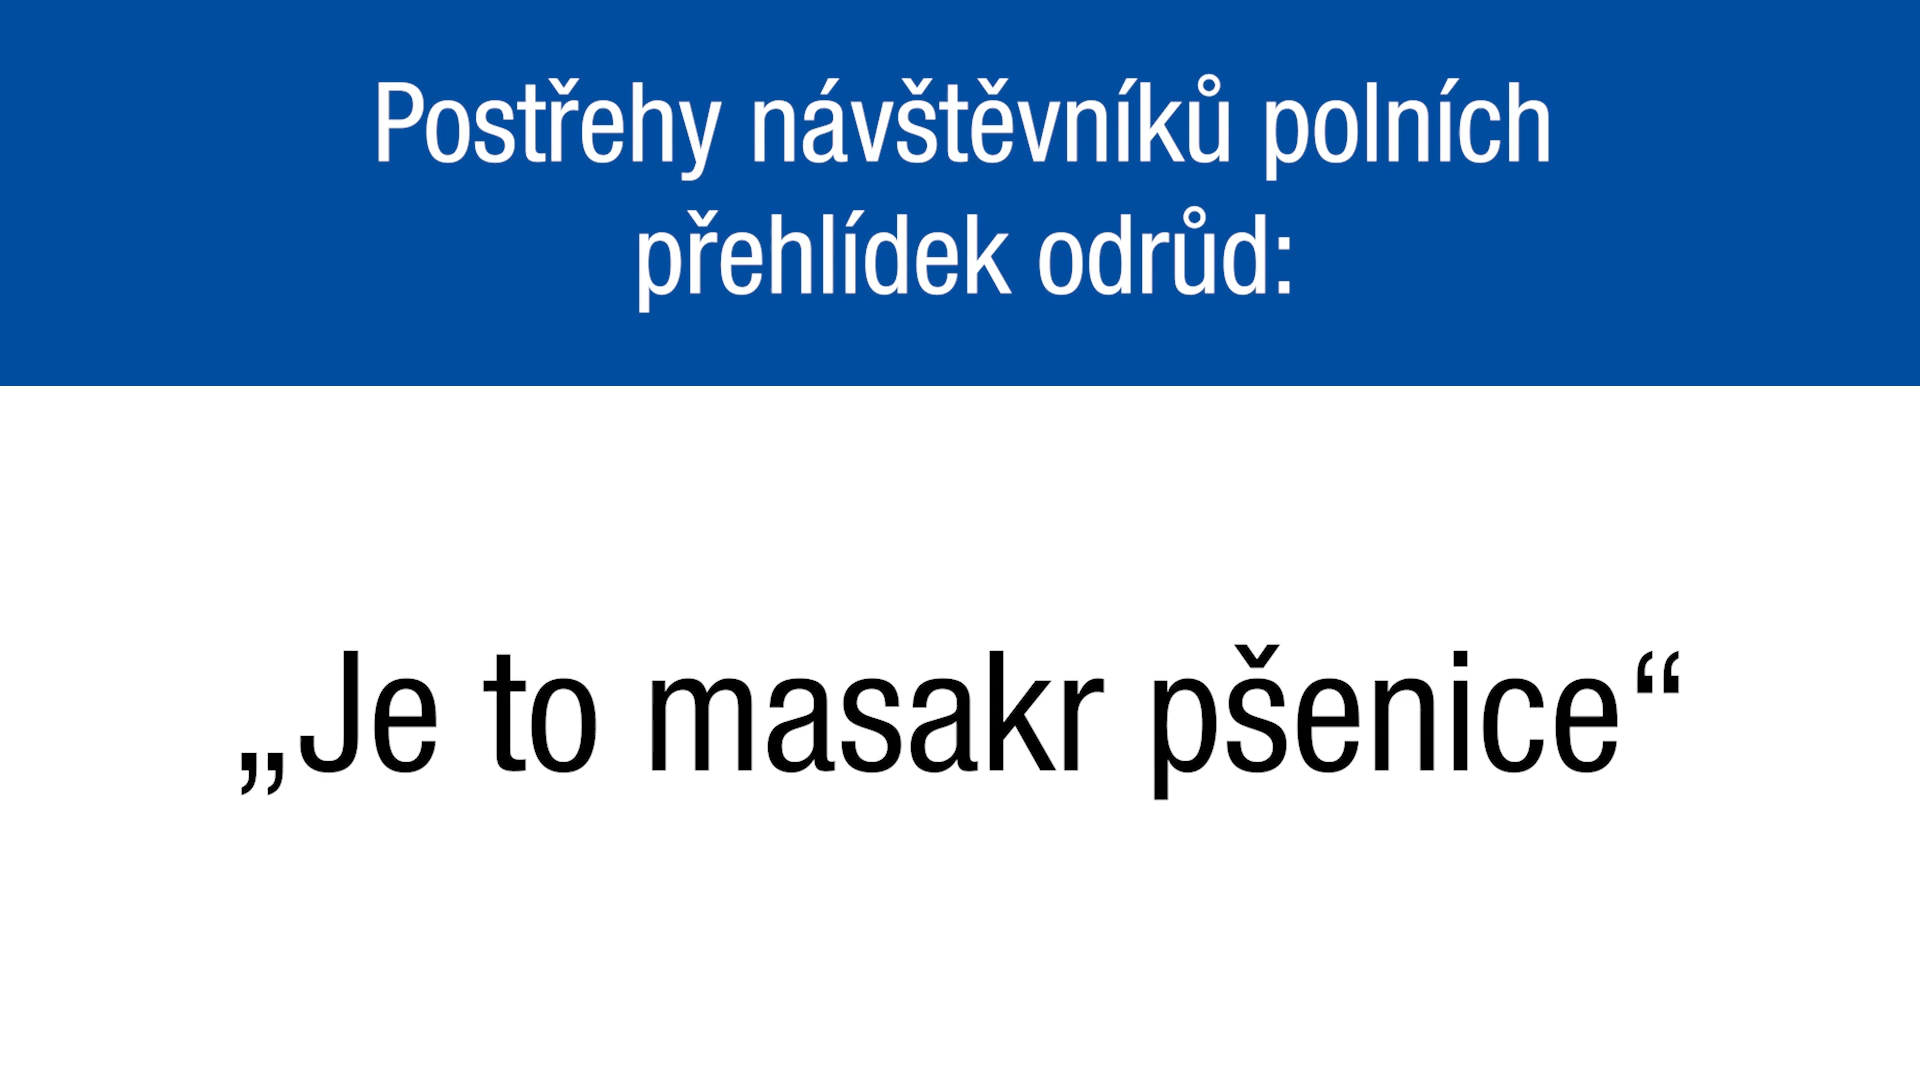 Postřehy návštěvníků polních
přehlídek odrůd:
„Je to masakr pšenice“